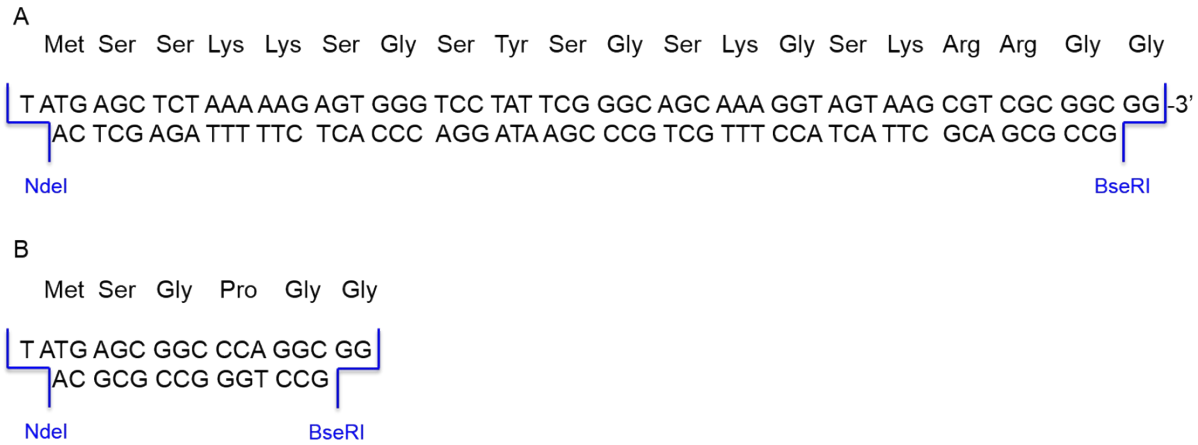 A
Met Ser Ser Lys Lys Ser Gly Ser Tyr Ser Gly Ser Lys Gly Ser Lys Arg Arg Gly Gly
T ATG AGC TCT AAA AAG AGT GGG TCC TAT TCG GGC AGC AAA GGT AGT AAG CGT CGC GGC GG -3'
AC TCG AGA TTT TTC TCA CCC AGG ATA AGC CCG TCG TTT CCA TCA TTC GCA GCG CCG
NdeI BseRI
B
Met Ser Gly Pro Gly Gly
T ATG AGC GGC CCA GGC GG
AC GCG CCG GGT CCG
NdeI BseRI